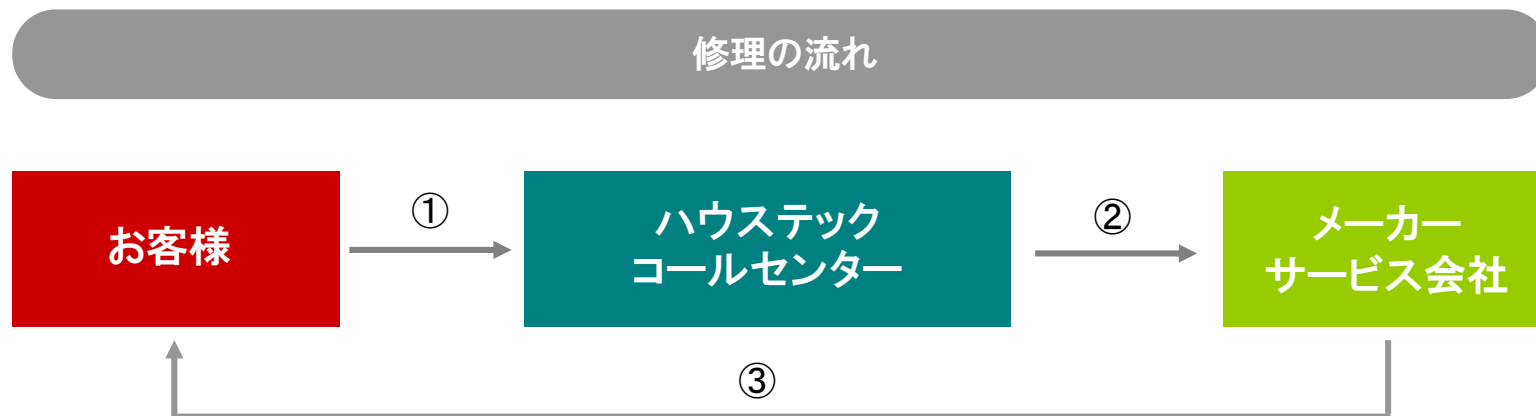 修理の流れ
お客様
①
ハウステック
コールセンター
②
メーカー
サービス会社
③